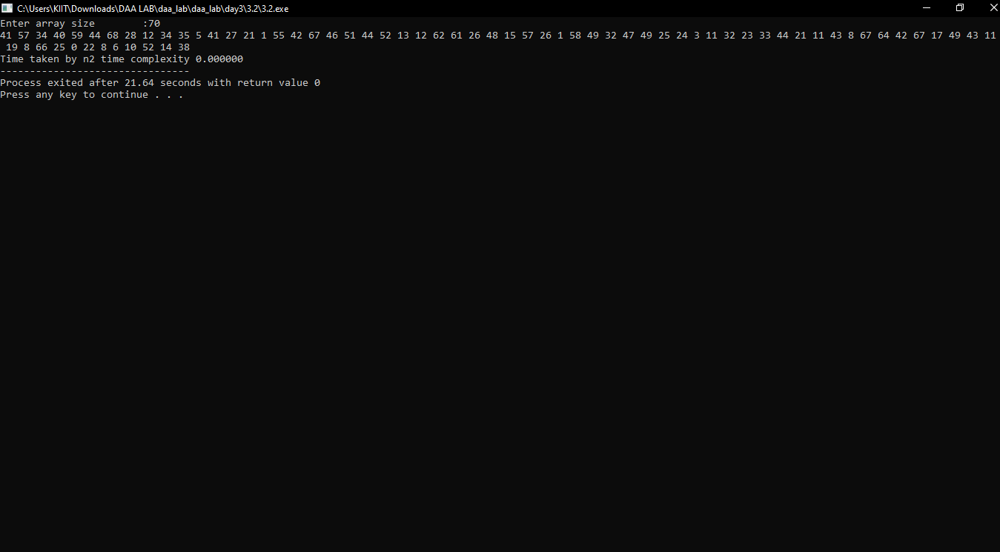 C:\Users\KIIT\Downloads\DAA LAB\daa_lab\daa_lab\day3\3.2\3.2.exe
Enter array size        :70
41 57 34 40 59 44 68 28 12 34 35 5 41 27 21 1 55 42 67 46 51 44 52 13 12 62 61 26 48 15 57 26 1 58 49 32 47 49 25 24 3 11 32 23 33 44 21 11 43 8 67 64 42 67 17 49 43 11
 19 8 66 25 0 22 8 6 10 52 14 38
Time taken by n2 time complexity 0.000000
--------------------------------
Process exited after 21.64 seconds with return value 0
Press any key to continue . . .